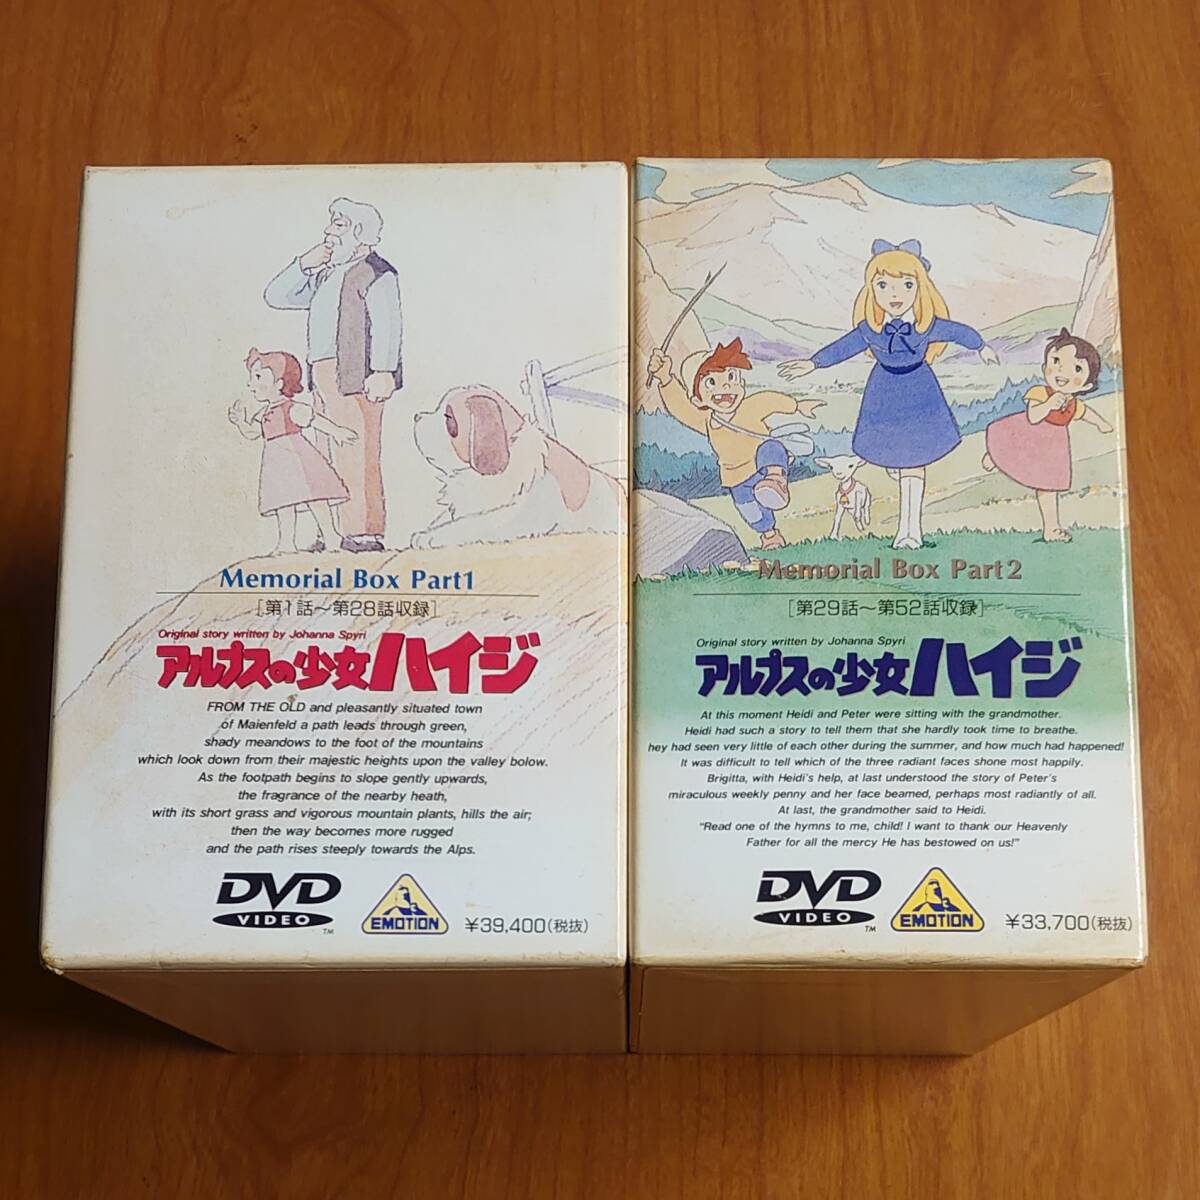 Memorial Box Part1
[第1話～第28話収録]
Original story written by Johanna Spyri
アルプスの少女ハイジ
FROM THE OLD and pleasantly situated town
of Maienfeld a path leads through green,
shady meandows to the foot of the mountains
which look down from their majestic heights upon the valley bolow.
As the footpath begins to slope gently upwards,
the fragrance of the nearby heath,
with its short grass and vigorous mountain plants, hills the air;
then the way becomes more rugged
and the path rises steeply towards the Alps.
DVD
VIDEO
TM
EMOTION
¥39,400(税抜)
Memorial Box Part2
[第29話～第52話収録]
Original story written by Johanna Spyri
アルプスの少女ハイジ
At this moment Heidi and Peter were sitting with the grandmother.
Heidi had such a story to tell them that she hardly took time to breathe.
hey had seen very little of each other during the summer, and how much had happened!
It was difficult to tell which of the three radiant faces shone most happily.
Brigitta, with Heidi's help, at last understood the story of Peter's
miraculous weekly penny and her face beamed, perhaps most radiantly of all.
At last, the grandmother said to Heidi.
"Read one of the hymns to me, child! I want to thank our Heavenly
Father for all the mercy He has bestowed on us!"
DVD
VIDEO
TM
EMOTION
¥33,700(税抜)